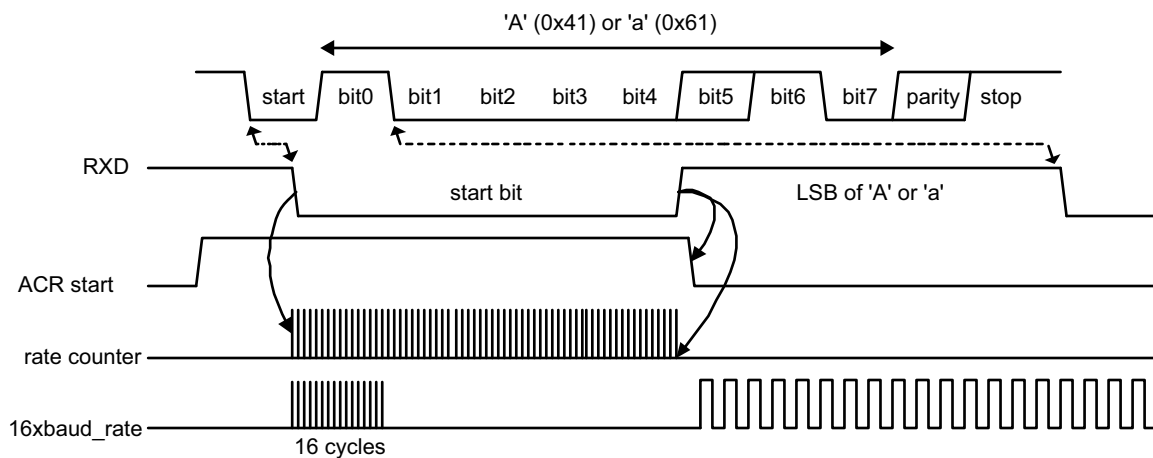 'A' (0x41) or 'a' (0x61)
start bit0 bit1 bit2 bit3 bit4 bit5 bit6 bit7 parity stop
RXD
start bit
LSB of 'A' or 'a'
ACR start
rate counter
16xbaud_rate
16 cycles